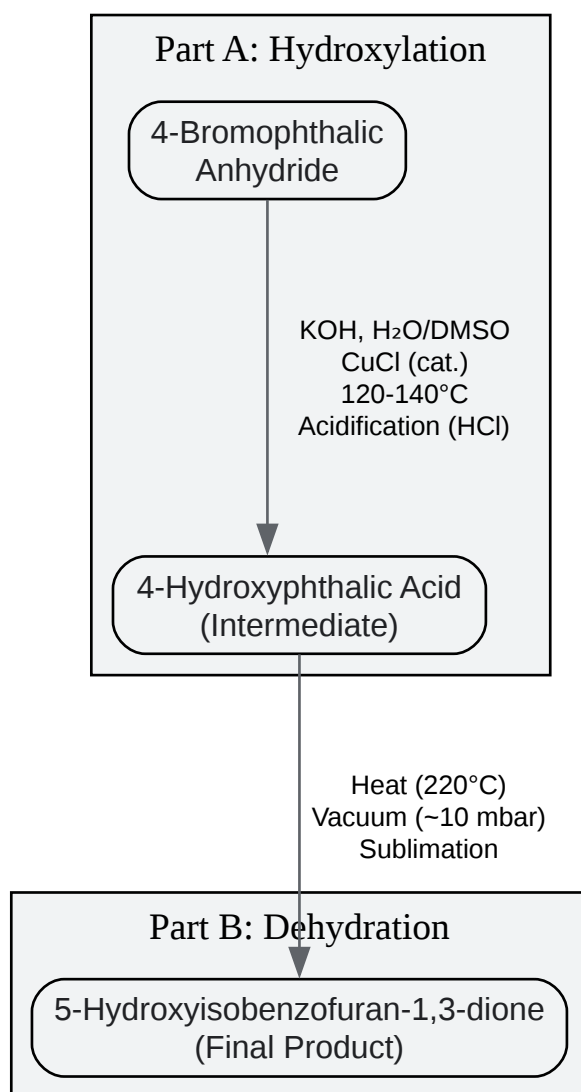 Part A: Hydroxylation
4-Bromophthalic
Anhydride
KOH, H₂O/DMSO
CuCl (cat.)
120-140°C
Acidification (HCl)
4-Hydroxyphthalic Acid
(Intermediate)
Heat (220°C)
Vacuum (~10 mbar)
Sublimation
Part B: Dehydration
5-Hydroxyisobenzofuran-1,3-dione
(Final Product)